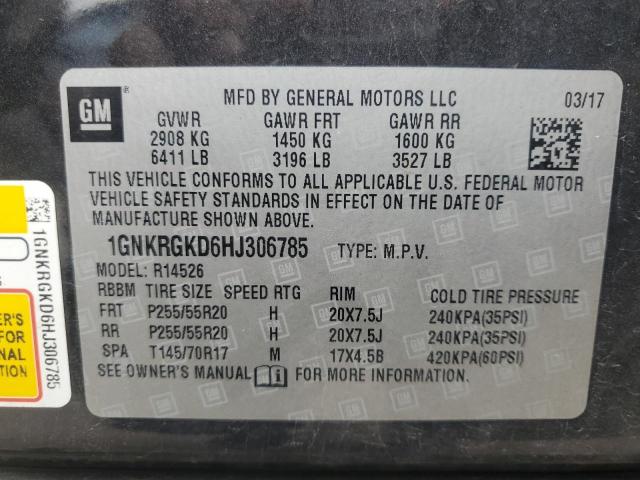 GM
®
MFD BY GENERAL MOTORS LLC 03/17
GVWR GAWR FRT GAWR RR
2908 KG 1450 KG 1600 KG
6411 LB 3196 LB 3527 LB
THIS VEHICLE CONFORMS TO ALL APPLICABLE U.S. FEDERAL MOTOR
VEHICLE SAFETY STANDARDS IN EFFECT ON THE DATE OF
MANUFACTURE SHOWN ABOVE.
1GNKRGKD6HJ306785 TYPE: M.P.V.
MODEL: R14526
RBBM TIRE SIZE SPEED RTG RIM COLD TIRE PRESSURE
FRT P255/55R20 H 20X7.5J 240KPA(35PSI)
RR P255/55R20 H 20X7.5J 240KPA(35PSI)
SPA T145/70R17 M 17X4.5B 420KPA(60PSI)
SEE OWNER'S MANUAL FOR MORE INFORMATION.
1GNKRGKD6HJ306785
ER'S
FOR
NAL
ION